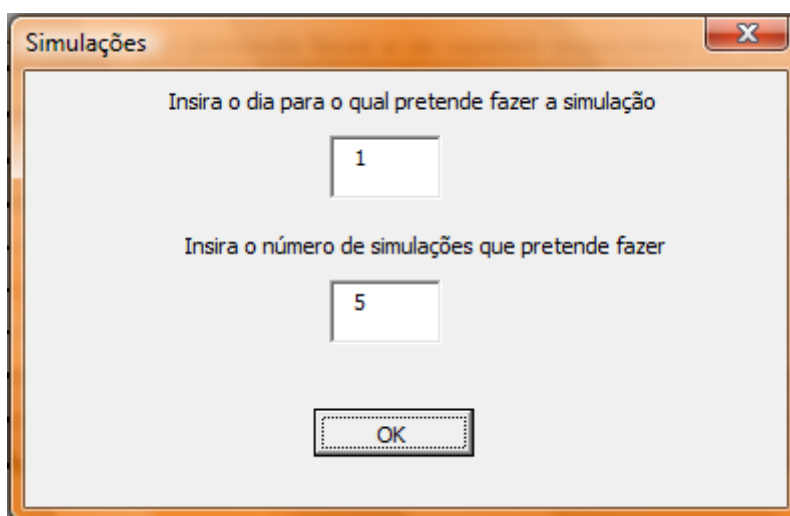 Simulações
Insira o dia para o qual pretende fazer a simulação
1
Insira o número de simulações que pretende fazer
5
OK